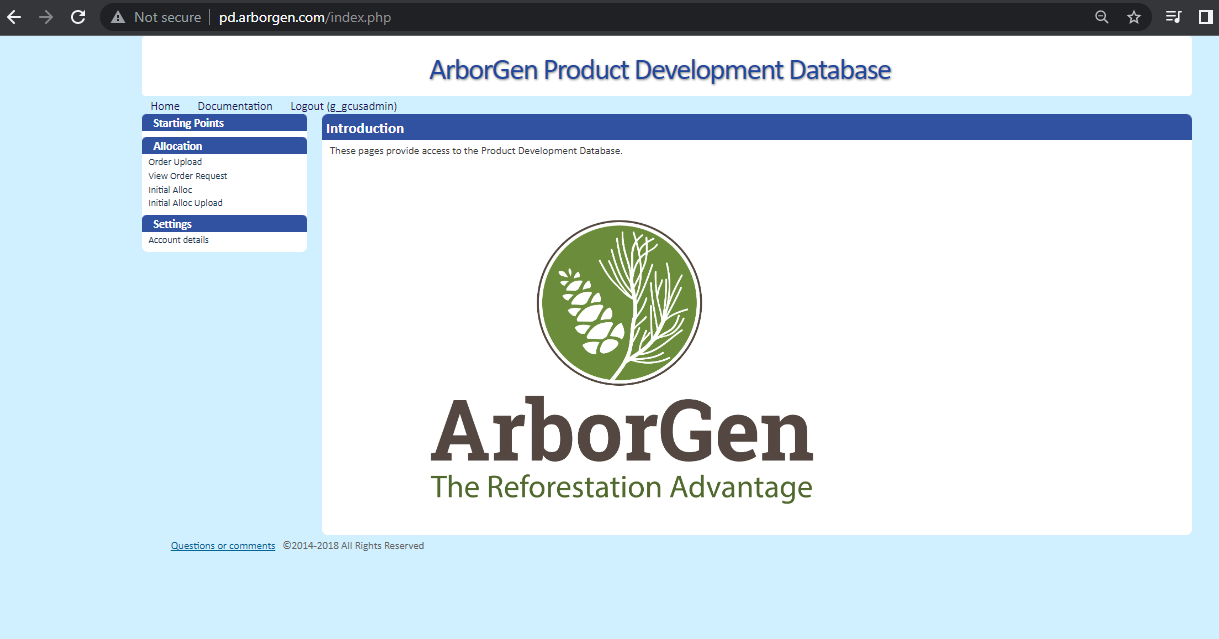 Not secure | pd.arborgen.com/index.php
ArborGen Product Development Database
Home Documentation Logout (g_gcusadmin)
Starting Points
Allocation
Order Upload
View Order Request
Initial Alloc
Initial Alloc Upload
Settings
Account details
Introduction
These pages provide access to the Product Development Database.
ArborGen
The Reforestation Advantage
Questions or comments ©2014-2018 All Rights Reserved